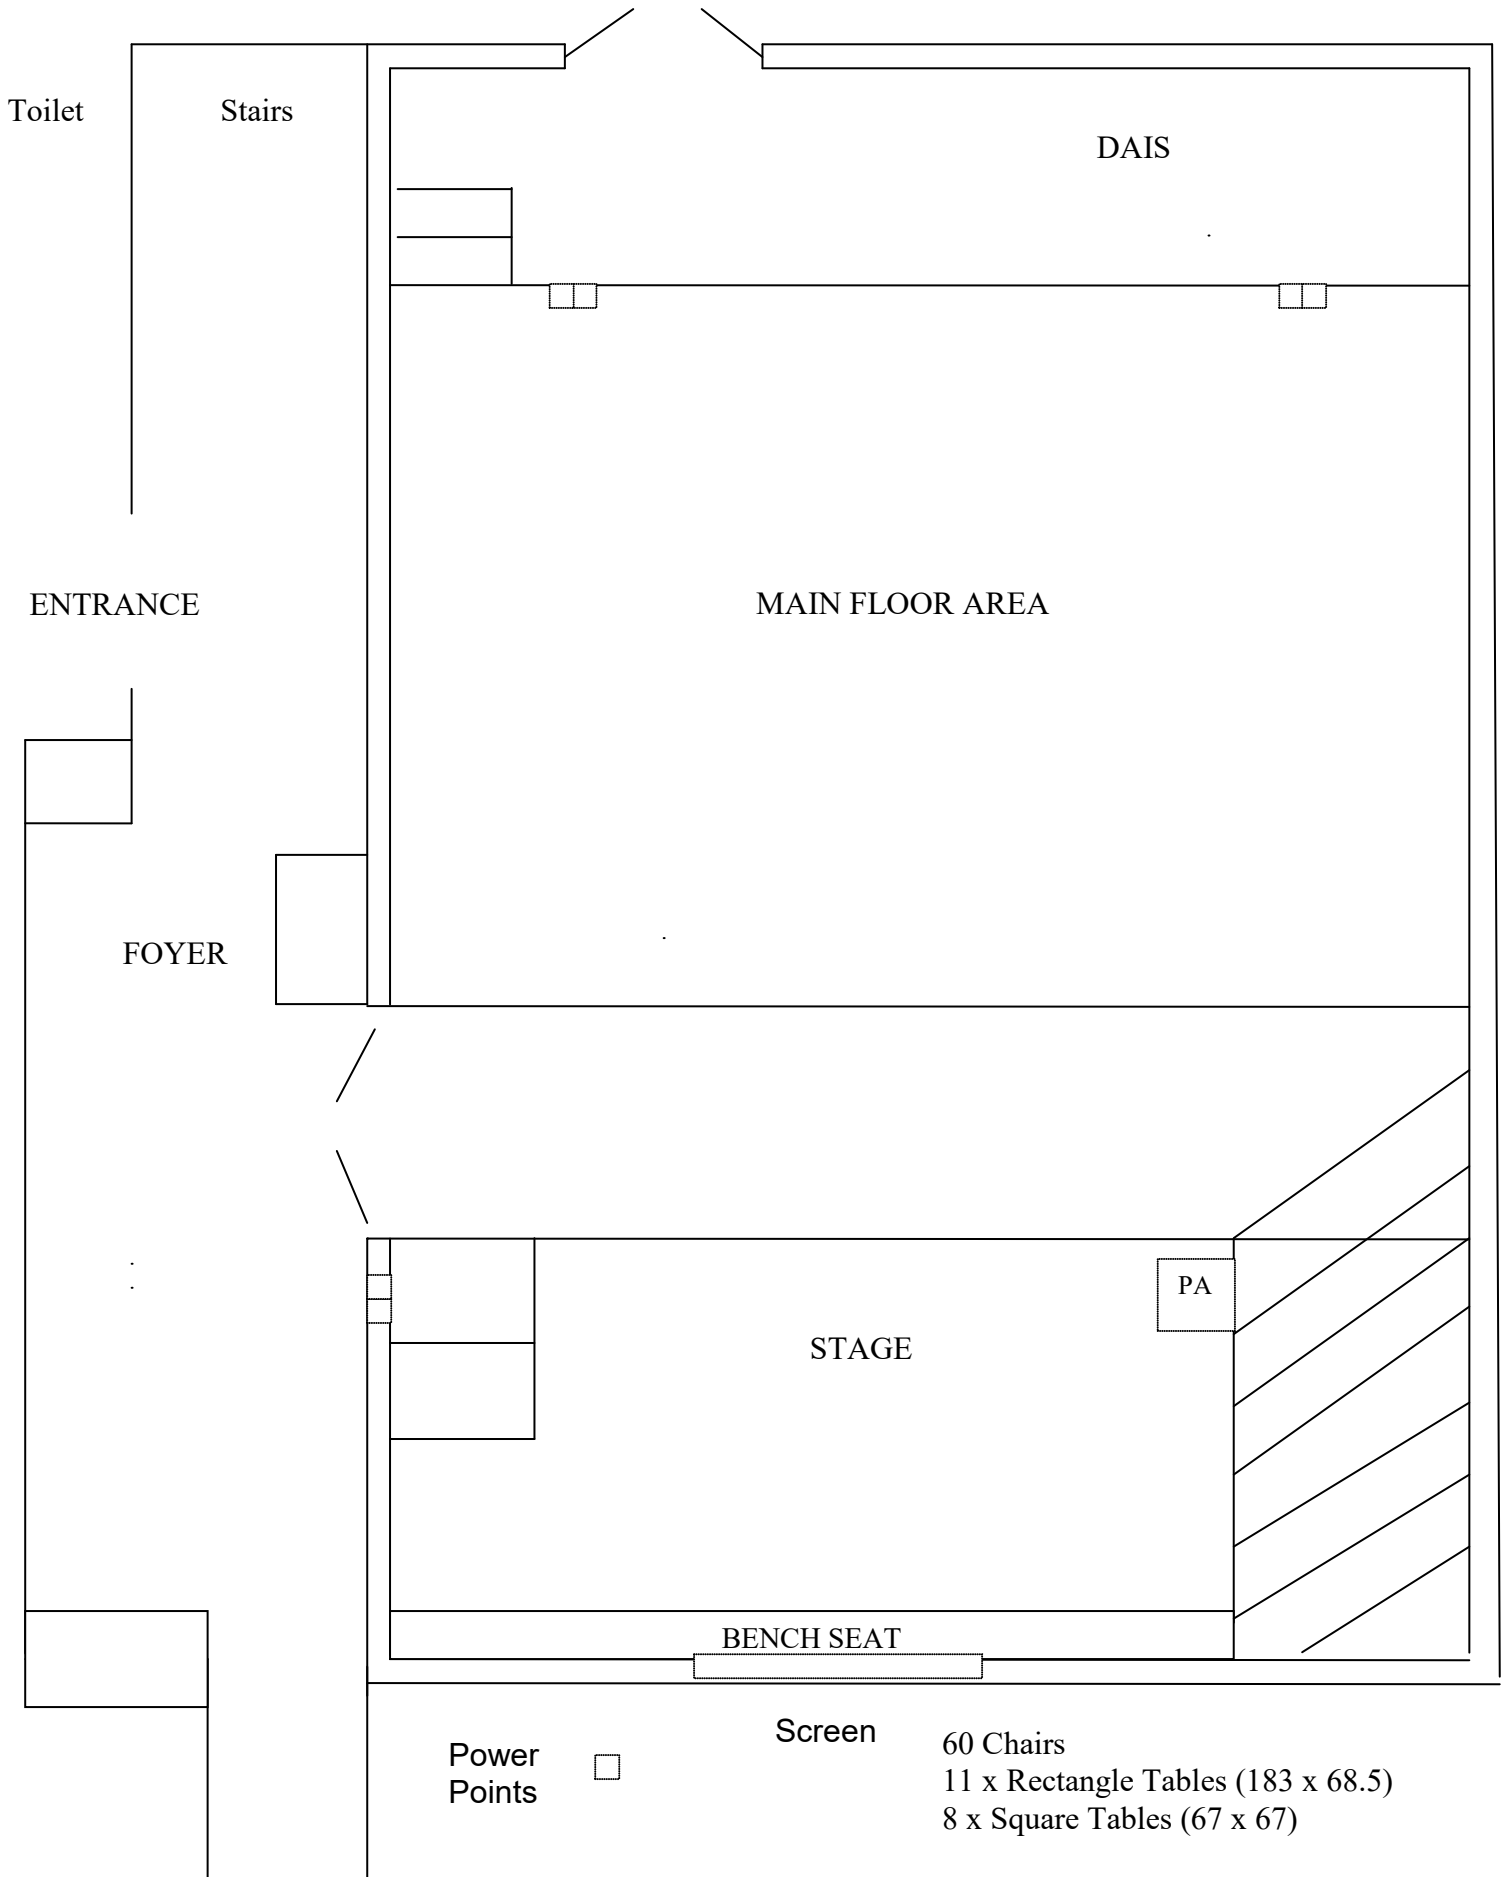 Toilet
Stairs
DAIS
ENTRANCE
MAIN FLOOR AREA
FOYER
PA
STAGE
BENCH SEAT
Screen
Power
Points
60 Chairs
11 x Rectangle Tables (183 x 68.5)
8 x Square Tables (67 x 67)